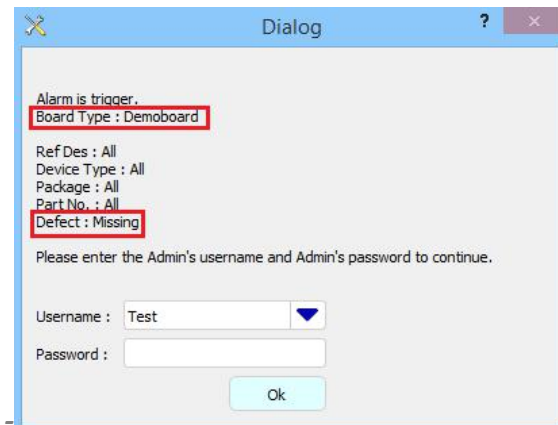 Dialog
?
Alarm is trigger.
Board Type : Demoboard
Ref Des : All
Device Type : All
Package : All
Part No. : All
Defect : Missing
Please enter the Admin's username and Admin's password to continue.
Username : Test
Password :
Ok